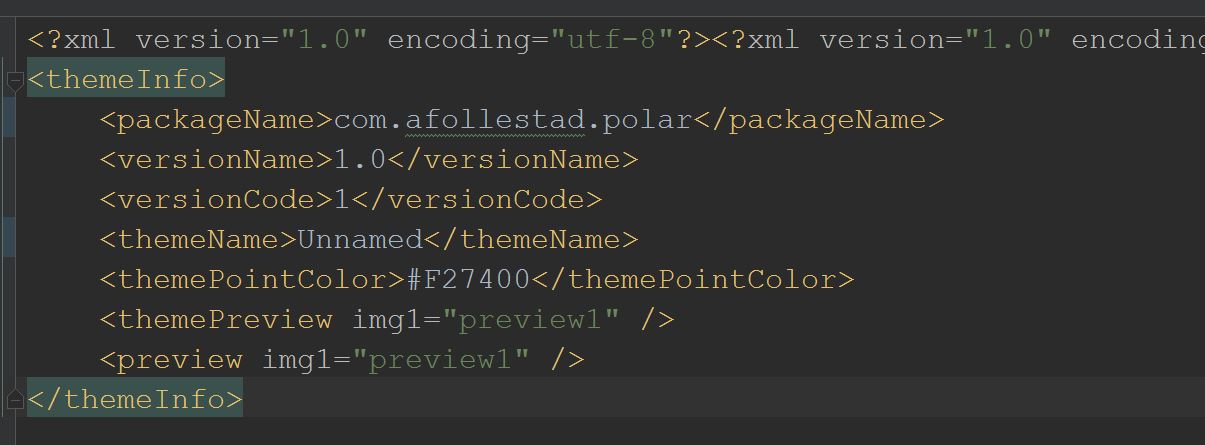 <?xml version="1.0" encoding="utf-8"?><?xml version="1.0" encoding
<themeInfo>
<packageName>com.afollestad.polar</packageName>
<versionName>1.0</versionName>
<versionCode>1</versionCode>
<themeName>Unnamed</themeName>
<themePointColor>#F27400</themePointColor>
<themePreview img1="preview1" />
<preview img1="preview1" />
</themeInfo>